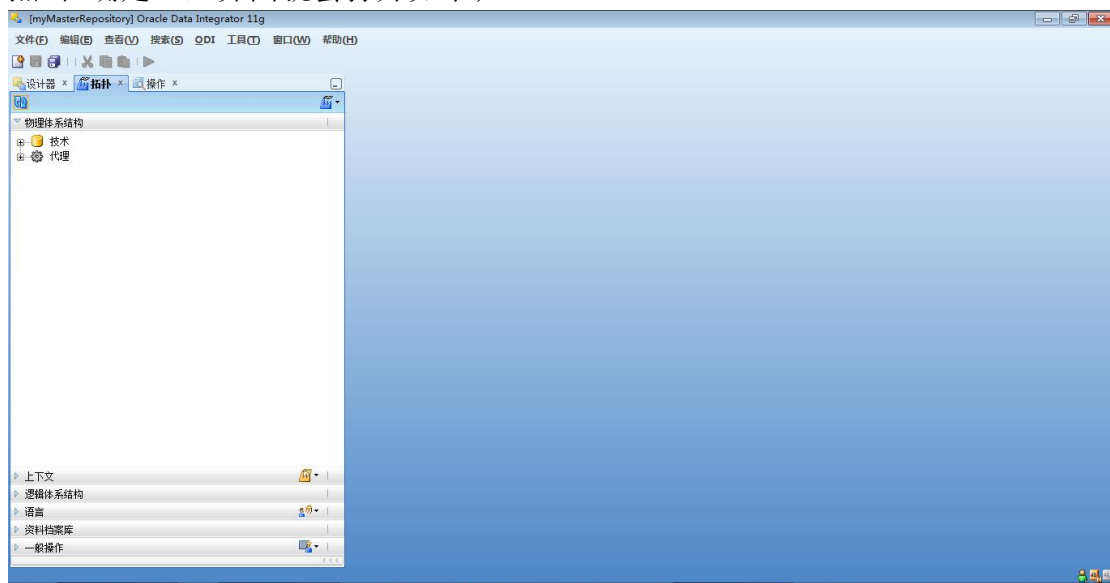 [myMasterRepository] Oracle Data Integrator 11g
文件(F) 编辑(E) 查看(V) 搜索(S) ODI 工具(T) 窗口(W) 帮助(H)
设计器 × 拓扑 × 操作 ×
物理体系结构
技术
代理
上下文
逻辑体系结构
语言
资料档案库
一般操作